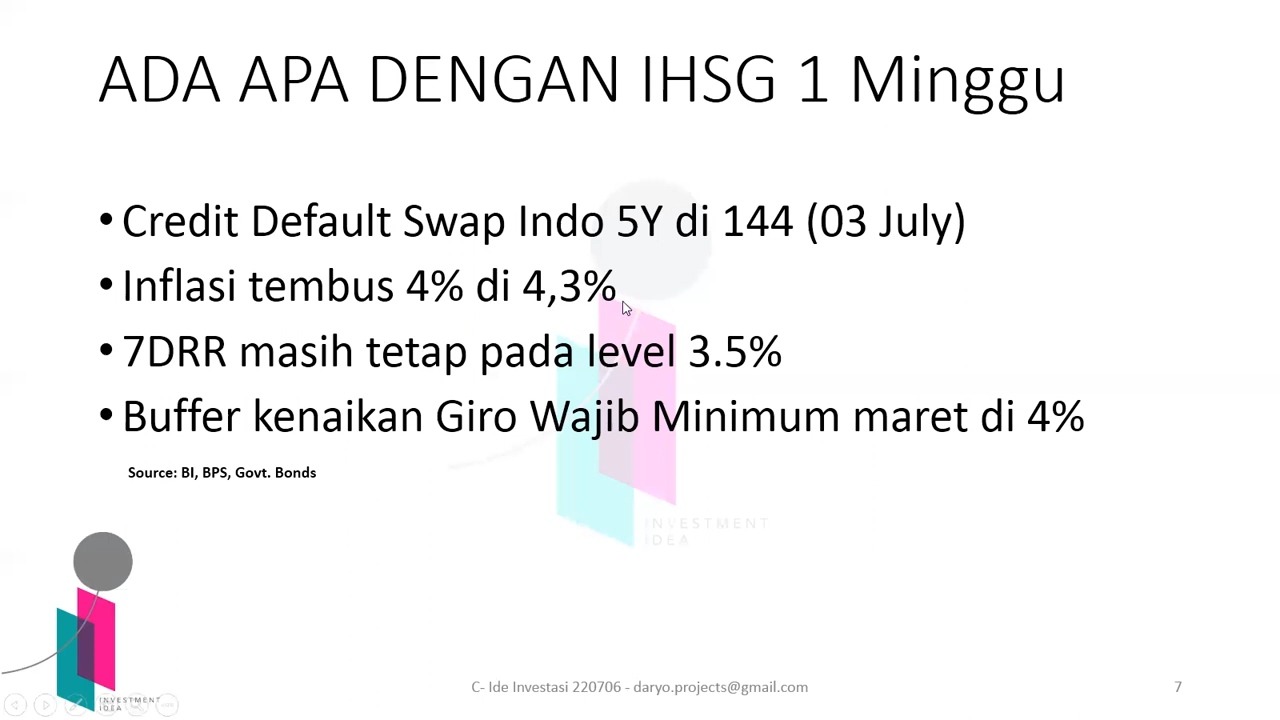 ADA APA DENGAN IHSG 1 Minggu
• Credit Default Swap Indo 5Y di 144 (03 July)
• Inflasi tembus 4% di 4,3%
• 7DRR masih tetap pada level 3.5%
• Buffer kenaikan Giro Wajib Minimum maret di 4%
Source: BI, BPS, Govt. Bonds
INVESTMENT
IDEA
INVESTMENT
IDEA
C- Ide Investasi 220706 - daryo.projects@gmail.com
7